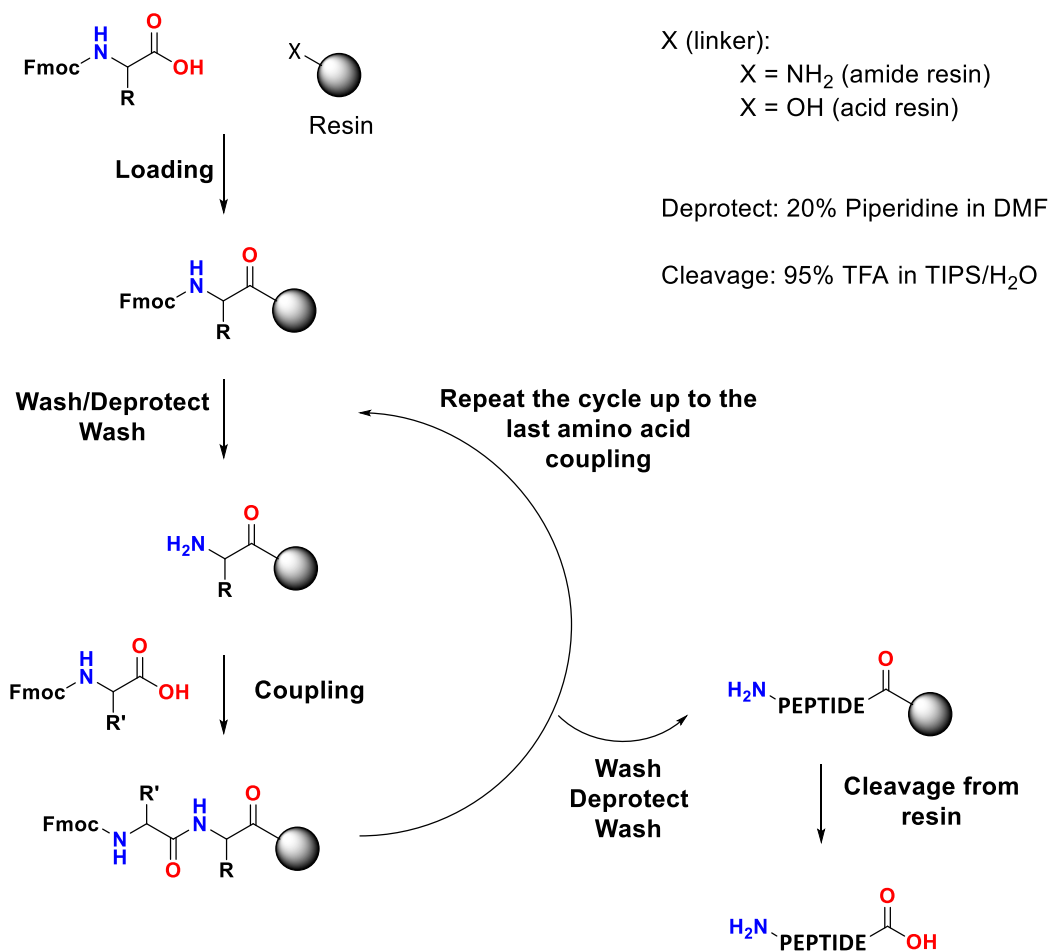 H
N
O
Fmoc
OH
R
X
Resin
X (linker):
X = NH2 (amide resin)
X = OH (acid resin)
Loading
Deprotect: 20% Piperidine in DMF
Cleavage: 95% TFA in TIPS/H2O
H
N
O
Fmoc
R
Wash/Deprotect
Wash
Repeat the cycle up to the
last amino acid
coupling
O
H2N
R
H
N
O
Fmoc
OH
R'
Coupling
O
H2N
PEPTIDE
Wash
Deprotect
Wash
Cleavage from
resin
R'
H
N
O
Fmoc
N
H
O
R
O
H2N
PEPTIDE
OH